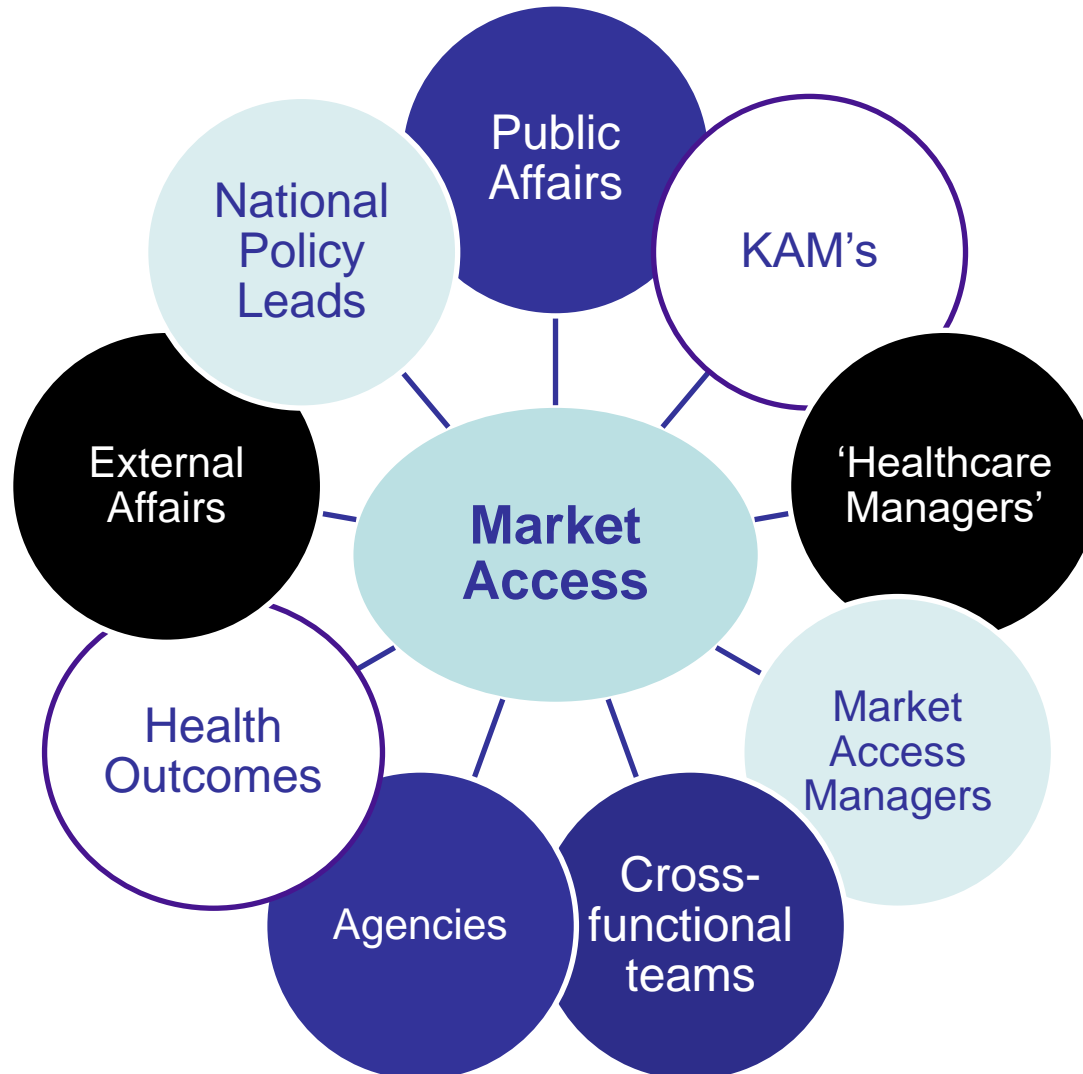 Public
Affairs
KAM's
‘Healthcare
Managers’
Market
Access
Managers
Cross-
functional
teams
Agencies
Health
Outcomes
External
Affairs
National
Policy
Leads
Market
Access